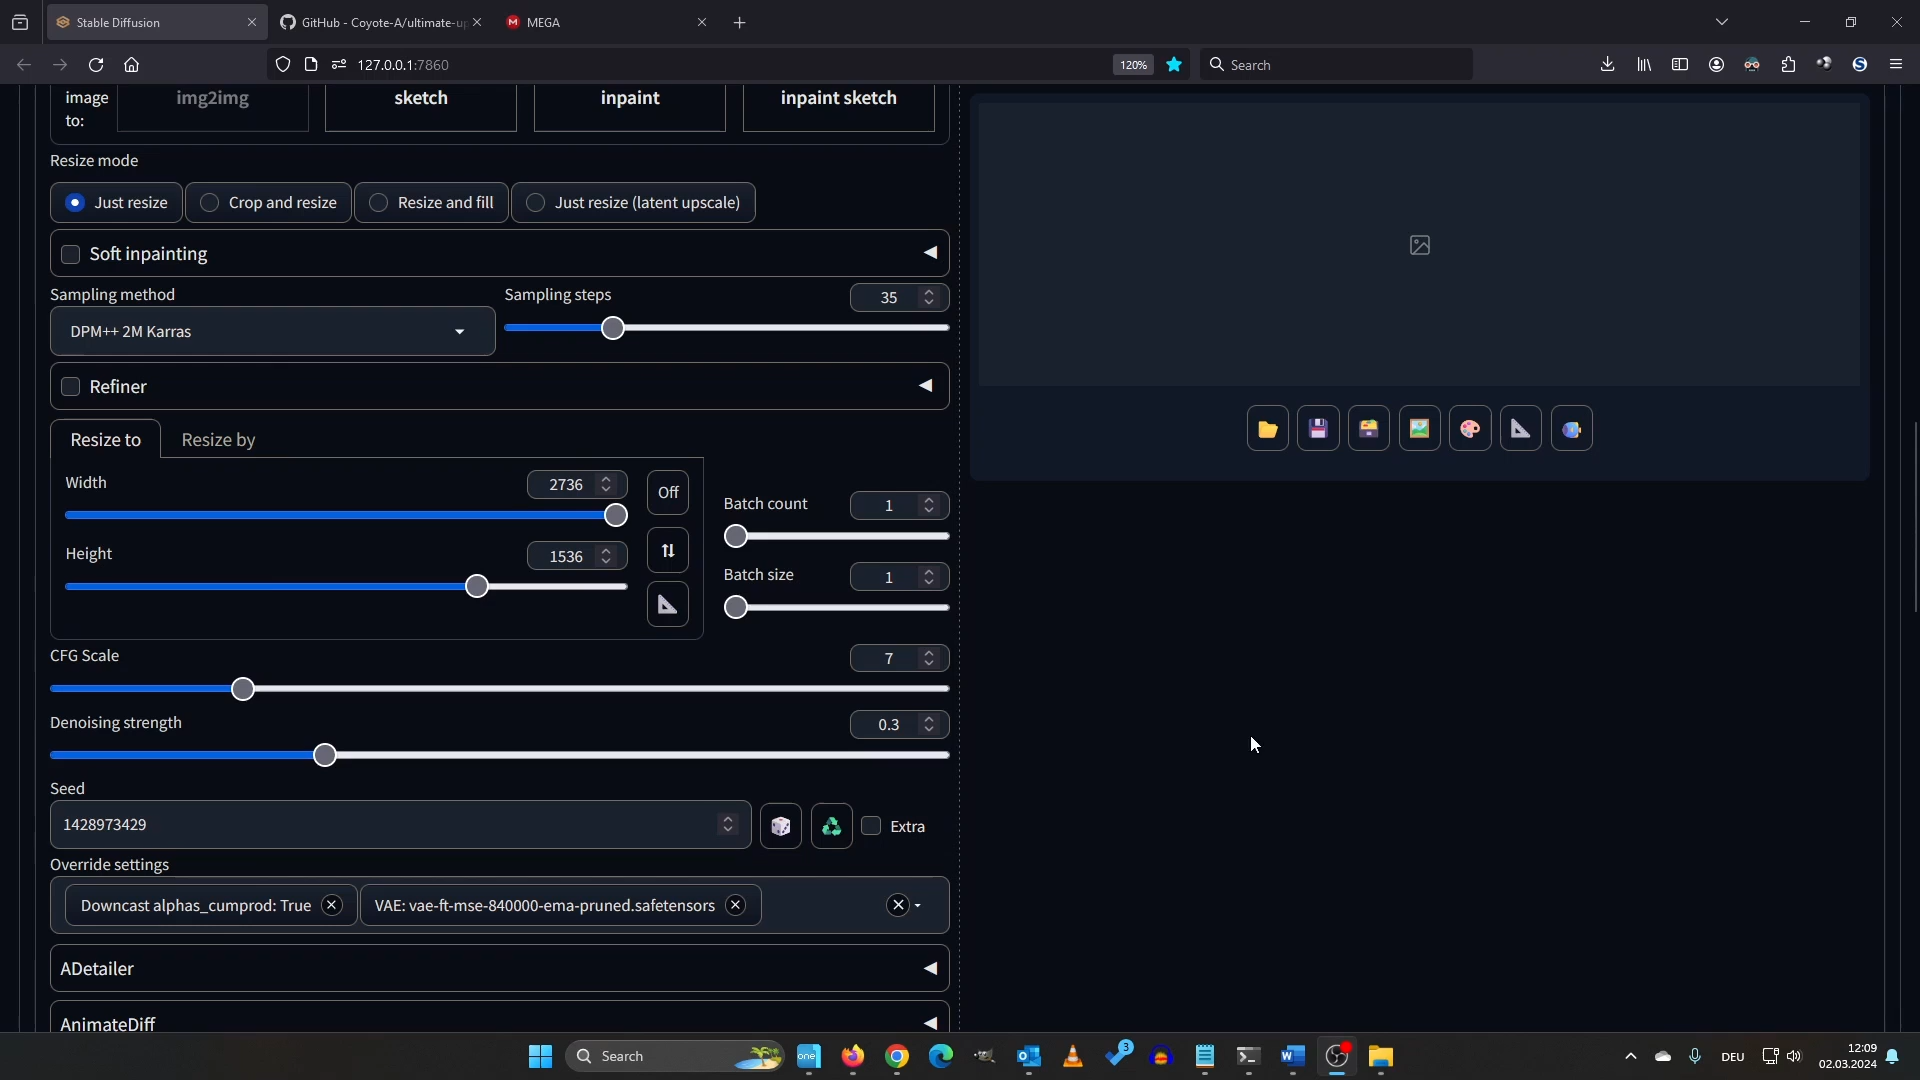 Stable Diffusion
GitHub - Coyote-A/ultimate-up
MEGA
127.0.0.1:7860
120%
Search
image to:
img2img
sketch
inpaint
inpaint sketch
Resize mode
Just resize
Crop and resize
Resize and fill
Just resize (latent upscale)
Soft inpainting
Sampling method
Sampling steps
35
DPM++ 2M Karras
Refiner
Resize to
Resize by
Width
2736
Off
Height
1536
Batch count
1
Batch size
1
CFG Scale
7
Denoising strength
0.3
Seed
1428973429
Extra
Override settings
Downcast alphas_cumprod: True
VAE: vae-ft-mse-840000-ema-pruned.safetensors
ADetailer
AnimateDiff
Search
one
3
DEU
12:09
02.03.2024